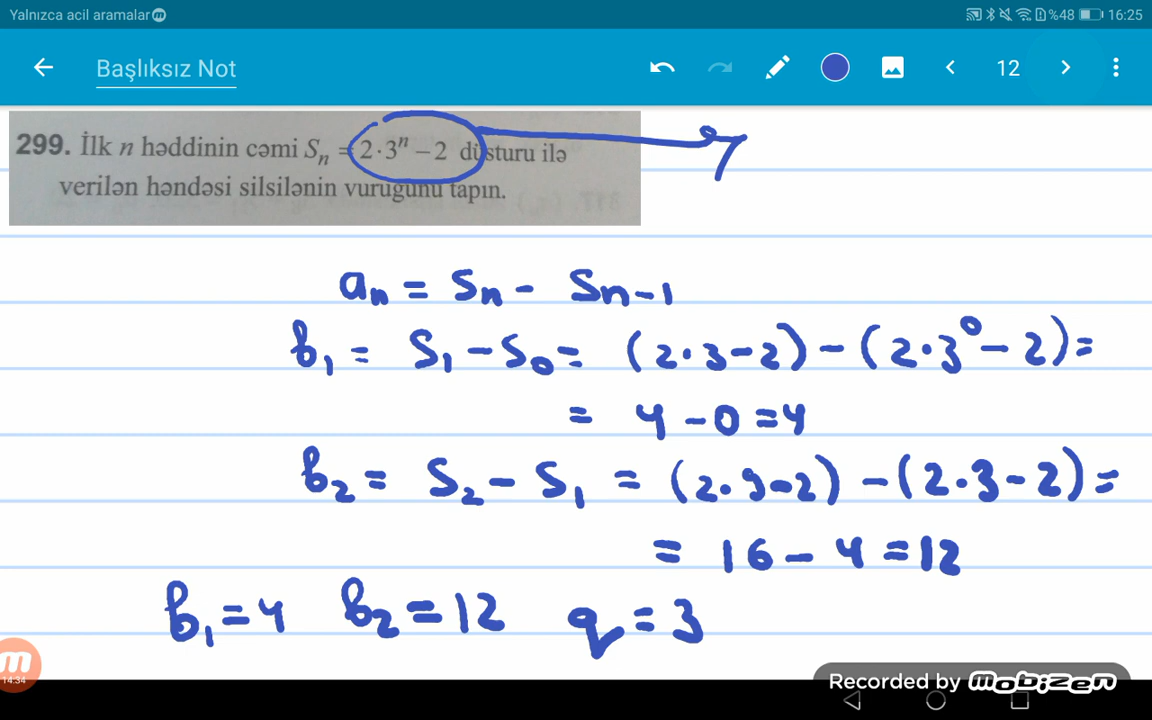 Yalnızca acil aramalar %48 16:25
Başlıksız Not 12
299. İlk n həddinin cəmi Sₙ = 2·3ⁿ – 2 düsturu ilə
verilən həndəsi silsilənin vuruğunu tapın.
aₙ = Sₙ - Sₙ₋₁
b₁ = S₁ - S₀ = (2·3-2) - (2·3⁰ - 2) =
= 4 - 0 = 4
b₂ = S₂ - S₁ = (2·9-2) - (2·3-2) =
= 16 - 4 = 12
b₁ = 4 b₂ = 12 q = 3
14:34
Recorded by mobizen